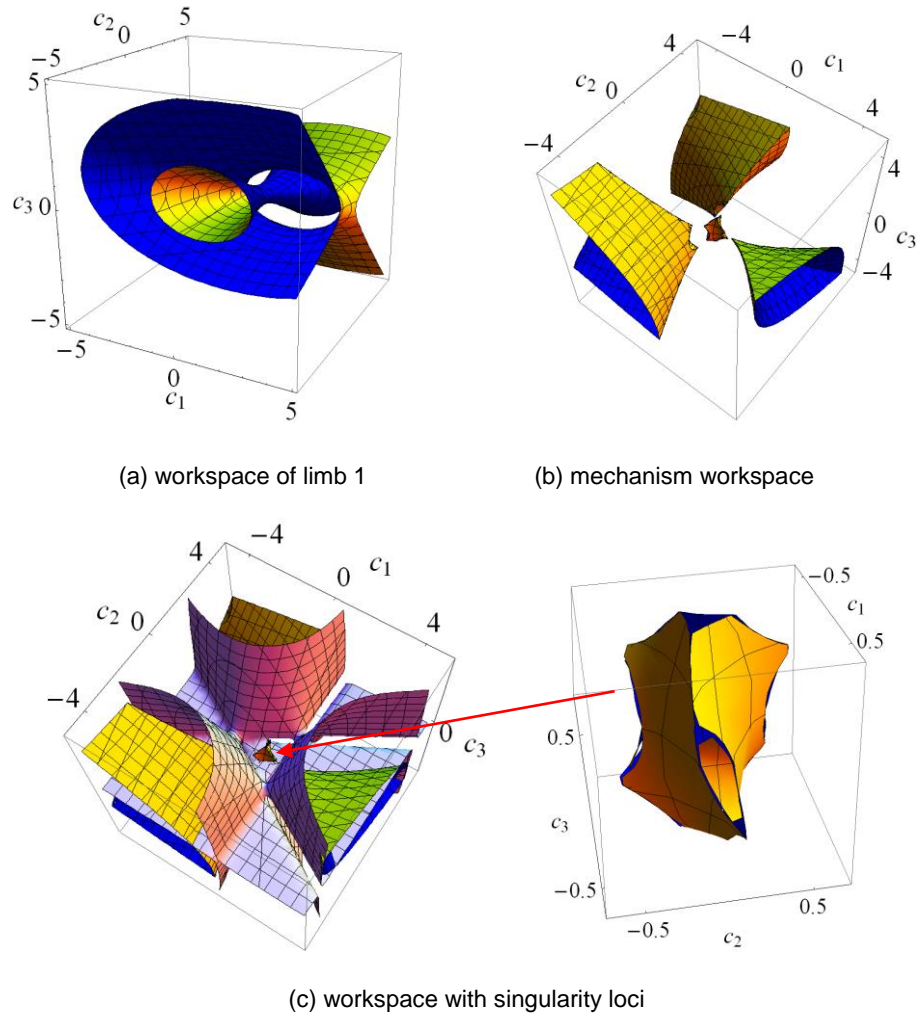 c2 0 5
−5
5
c3 0
−5
−5
0
c1
5
4 −4
c2 0
0 c1
−4
4
4
0
c3
−4
(a) workspace of limb 1
(b) mechanism workspace
4 −4
c2 0
0 c1
−4
4
0
c3
−0.5
c1
0.5
0.5
c3
−0.5
−0.5
c2
0.5
(c) workspace with singularity loci